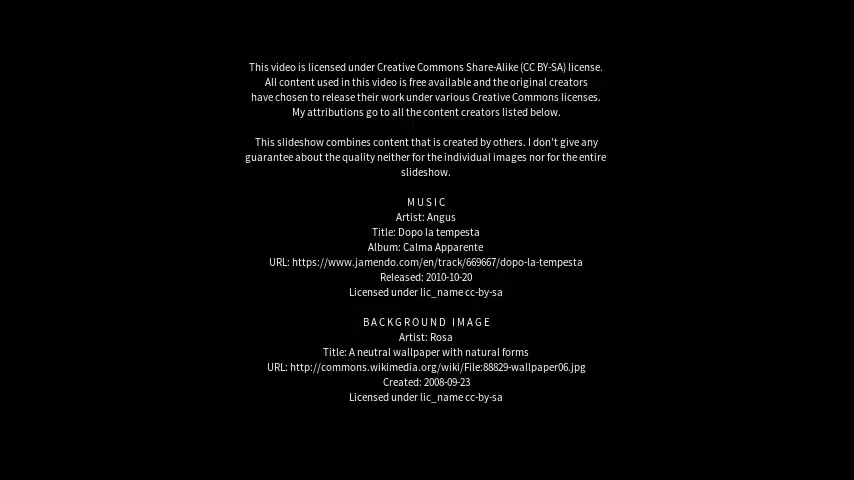 This video is licensed under Creative Commons Share-Alike (CC BY-SA) license.
All content used in this video is free available and the original creators
have chosen to release their work under various Creative Commons licenses.
My attributions go to all the content creators listed below.
This slideshow combines content that is created by others. I don't give any
guarantee about the quality neither for the individual images nor for the entire
slideshow.
MUSIC
Artist: Angus
Title: Dopo la tempesta
Album: Calma Apparente
URL: https://www.jamendo.com/en/track/669667/dopo-la-tempesta
Released: 2010-10-20
Licensed under lic_name cc-by-sa
BACKGROUND IMAGE
Artist: Rosa
Title: A neutral wallpaper with natural forms
URL: http://commons.wikimedia.org/wiki/File:88829-wallpaper06.jpg
Created: 2008-09-23
Licensed under lic_name cc-by-sa